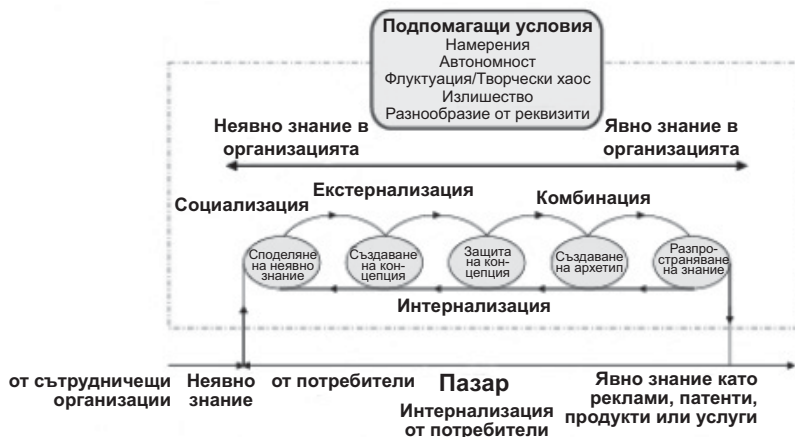 Подпомагащи условия
Намерения
Автономност
Флуктуация/Творчески хаос
Излишество
Разнообразие от реквизити
Неявно знание в
организацията
Явно знание в
организацията
Екстернализация
Комбинация
Социализация
Споделяне
на неявно
знание
Създаване
на кон-
цепция
Защита
на кон-
цепция
Създаване
на архетип
Разпро-
страняване
на знание
Интернализация
от сътрудничещи
организации
Неявно
знание
от потребители
Пазар
Интернализация
от потребители
Явно знание като
реклами, патенти,
продукти или услуги